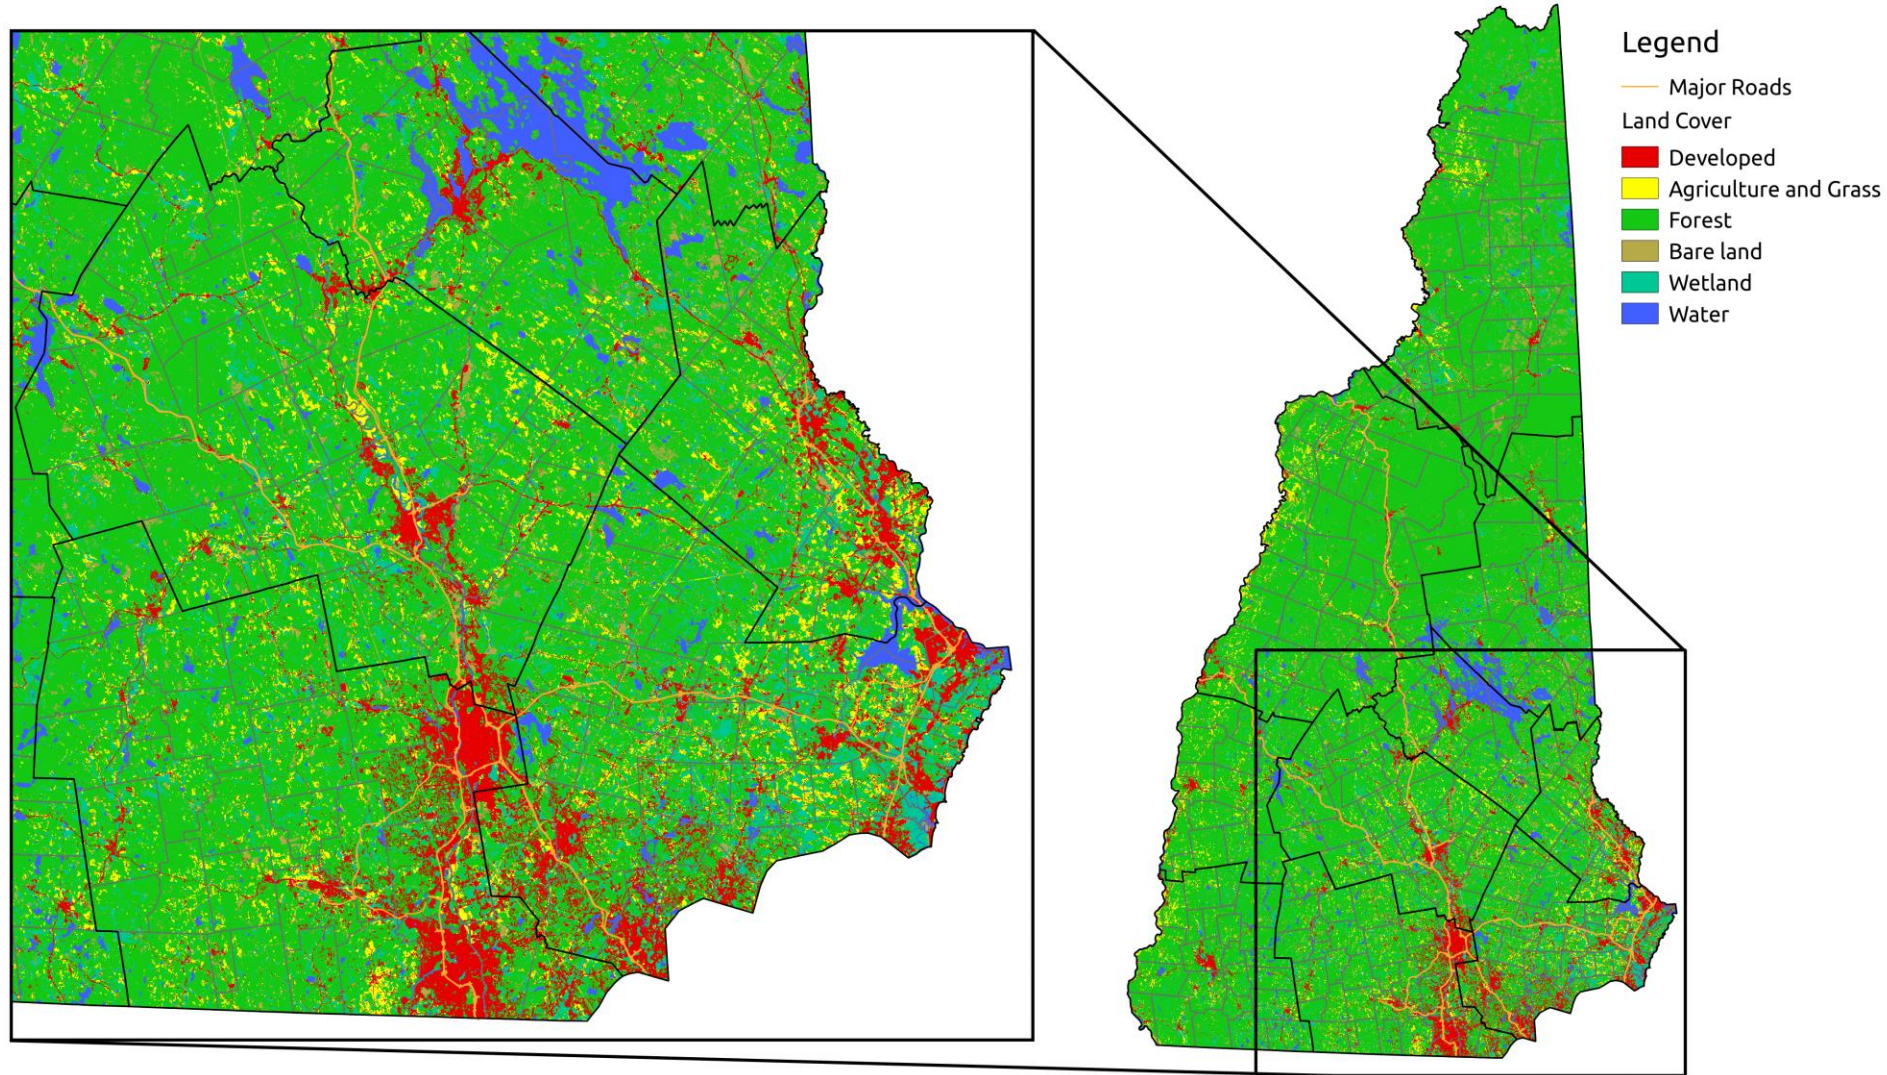 Legend
Major Roads
Land Cover
Developed
Agriculture and Grass
Forest
Bare land
Wetland
Water